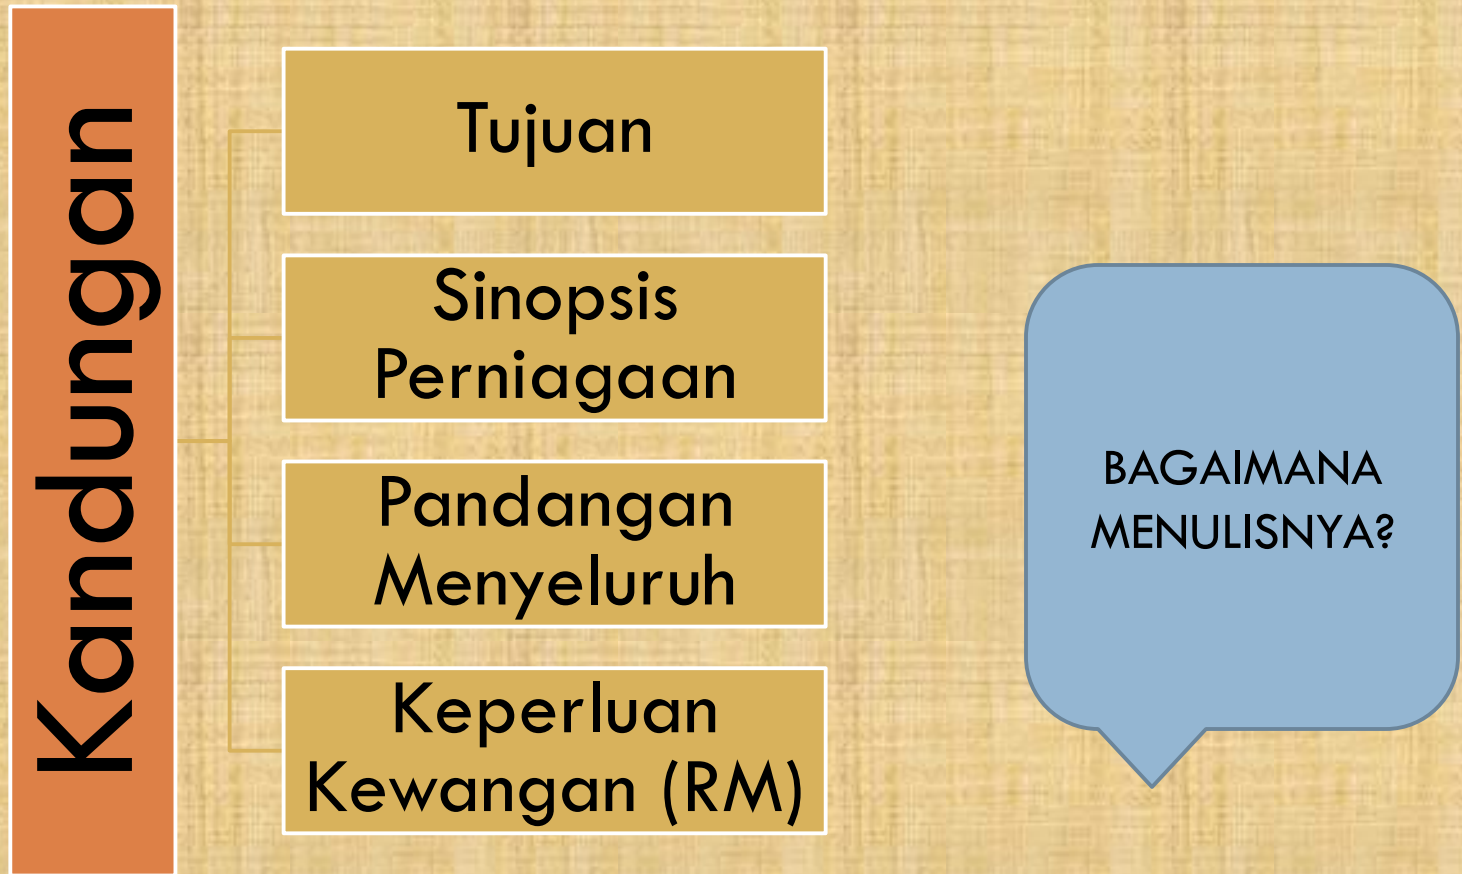 Kandungan
Tujuan
Sinopsis
Perniagaan
Pandangan
Menyeluruh
Keperluan
Kewangan (RM)
BAGAIMANA
MENULISNYA?